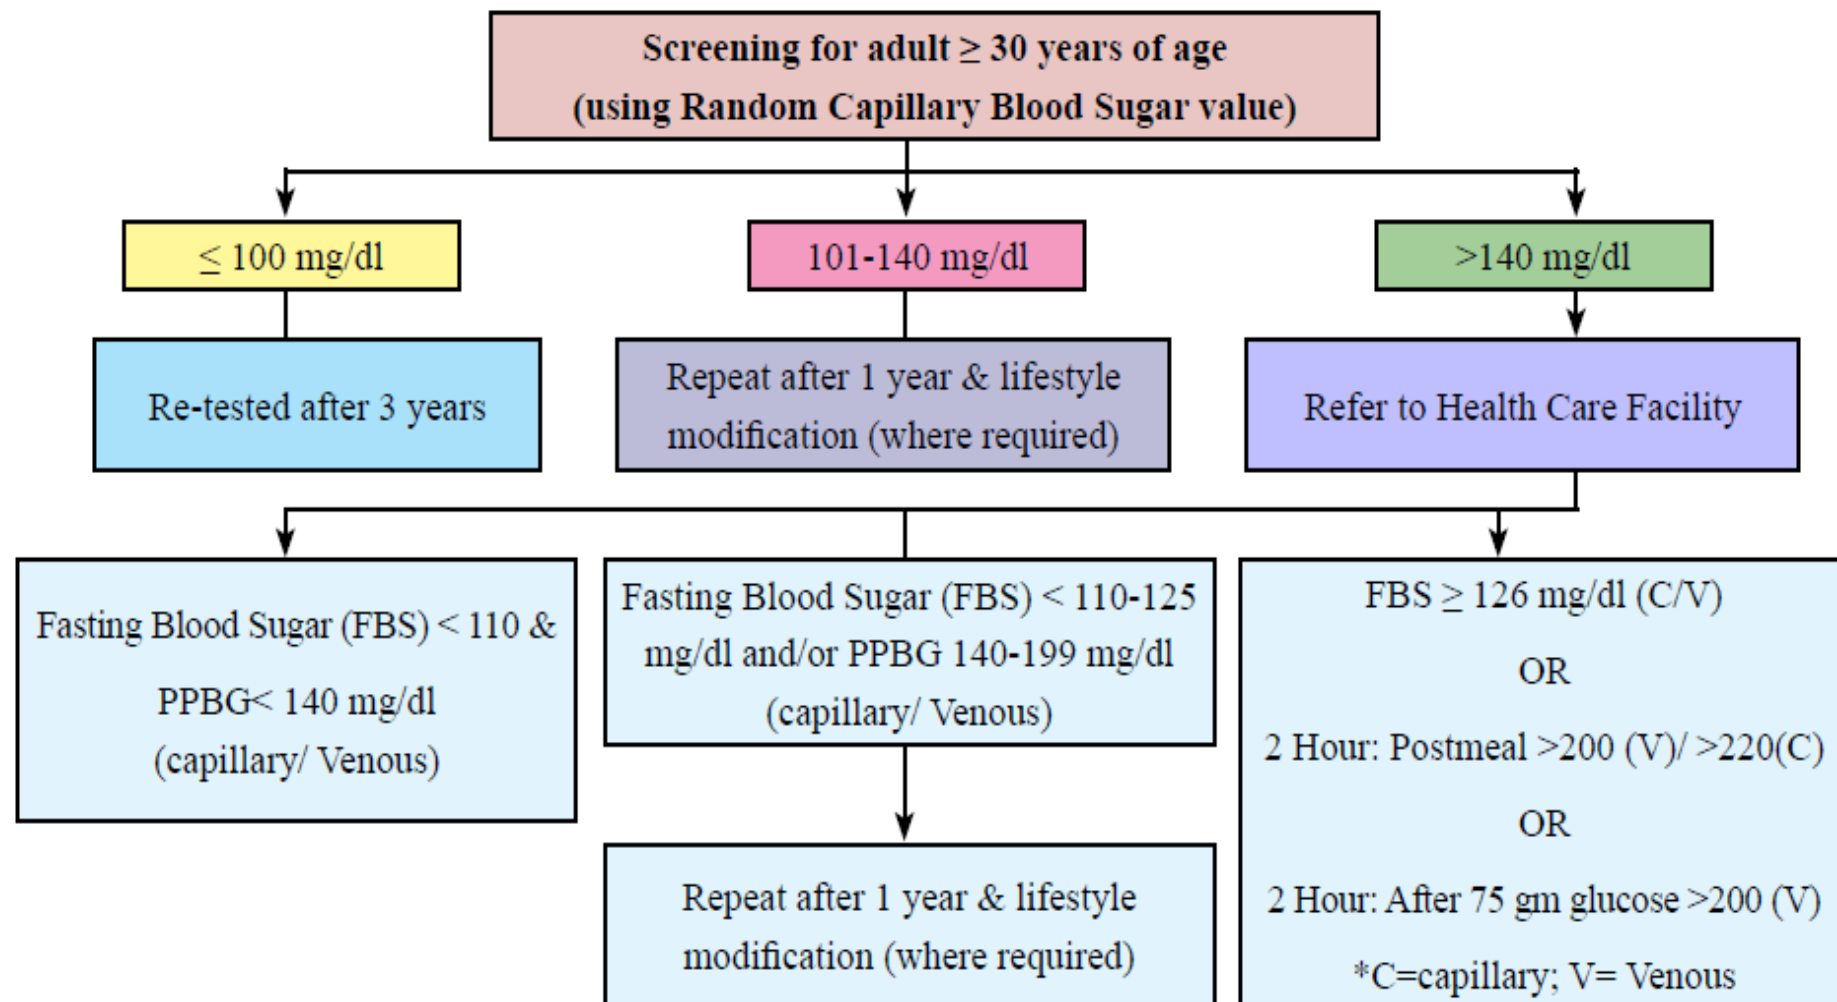 Screening for adult ≥ 30 years of age
(using Random Capillary Blood Sugar value)
≤ 100 mg/dl
101-140 mg/dl
>140 mg/dl
Re-tested after 3 years
Repeat after 1 year & lifestyle
modification (where required)
Refer to Health Care Facility
Fasting Blood Sugar (FBS) < 110 &
PPBG< 140 mg/dl
(capillary/ Venous)
Fasting Blood Sugar (FBS) < 110-125
mg/dl and/or PPBG 140-199 mg/dl
(capillary/ Venous)
Repeat after 1 year & lifestyle
modification (where required)
FBS ≥ 126 mg/dl (C/V)
OR
2 Hour: Postmeal >200 (V)/ >220(C)
OR
2 Hour: After 75 gm glucose >200 (V)
*C=capillary; V= Venous